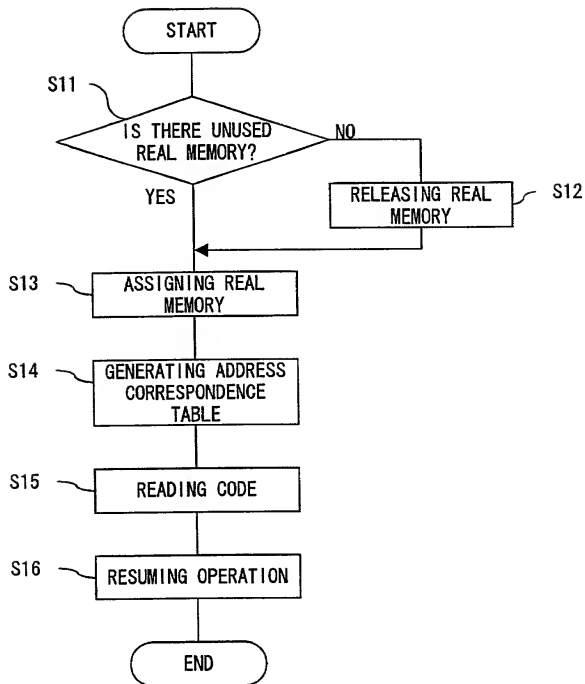 START
S11
IS THERE UNUSED
REAL MEMORY?
NO
YES
RELEASING REAL
MEMORY
S12
S13
ASSIGNING REAL
MEMORY
S14
GENERATING ADDRESS
CORRESPONDENCE
TABLE
S15
READING CODE
S16
RESUMING OPERATION
END